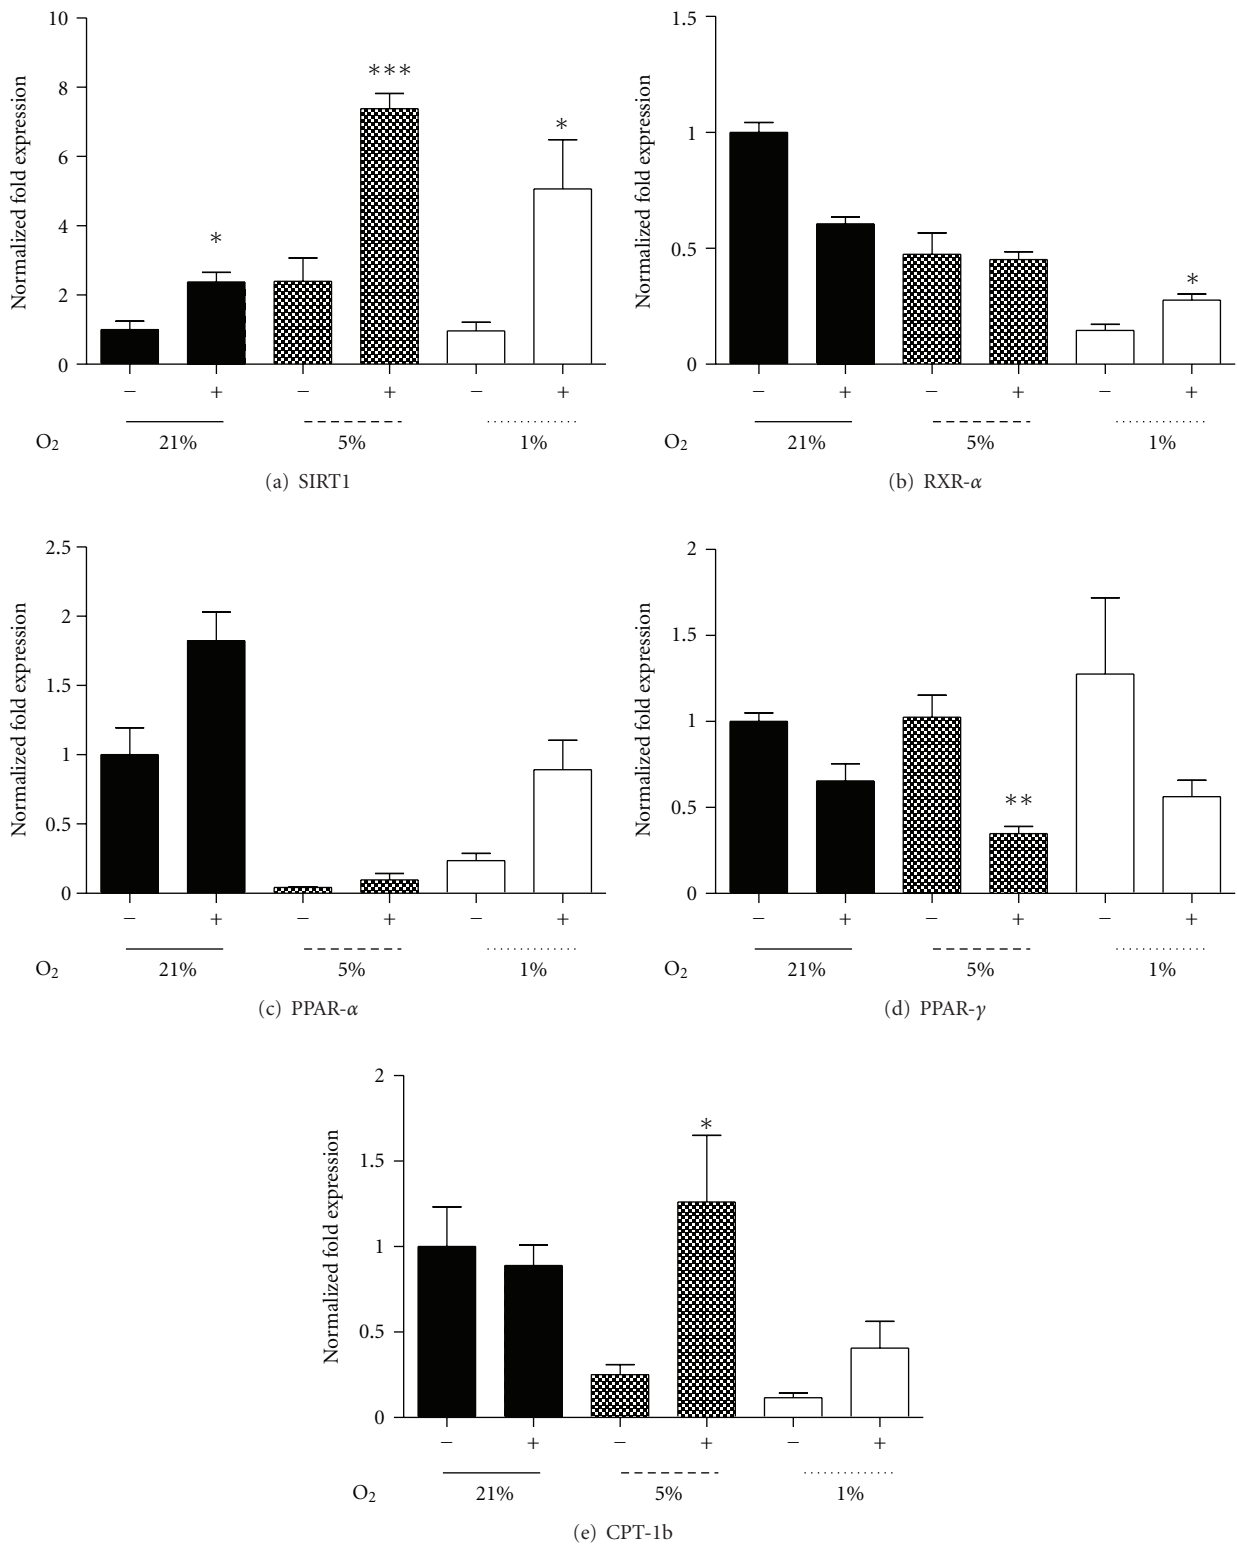 10
8
6
4
2
0
Normalized fold expression
*
***
*
− + − + − +
O₂ 21% 5% 1%
(a) SIRT1
1.5
1
0.5
0
Normalized fold expression
*
− + − + − +
O₂ 21% 5% 1%
(b) RXR-α
2.5
2
1.5
1
0.5
0
Normalized fold expression
− + − + − +
O₂ 21% 5% 1%
(c) PPAR-α
2
1.5
1
0.5
0
Normalized fold expression
**
− + − + − +
O₂ 21% 5% 1%
(d) PPAR-γ
2
1.5
1
0.5
0
Normalized fold expression
*
− + − + − +
O₂ 21% 5% 1%
(e) CPT-1b